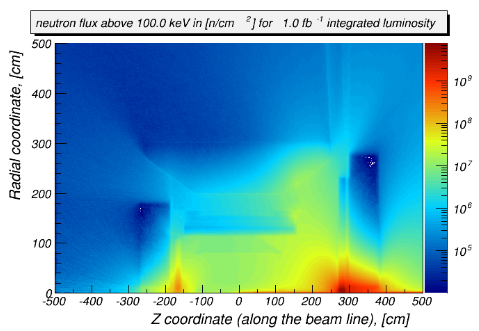 neutron flux above 100.0 keV in [n/cm ²] for 1.0 fb ⁻¹ integrated luminosity
Radial coordinate, [cm]
500
400
300
200
100
0
10⁹
10⁸
10⁷
10⁶
10⁵
-500 -400 -300 -200 -100 0 100 200 300 400 500
Z coordinate (along the beam line), [cm]